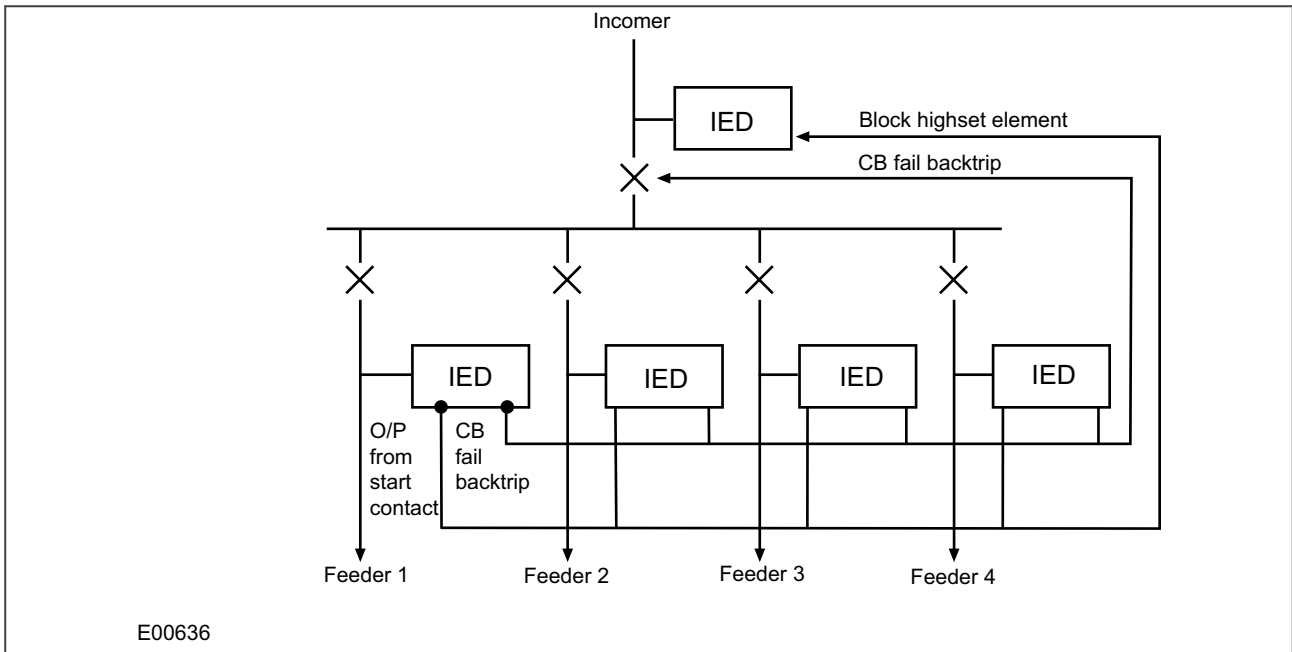 Incomer
IED
Block highset element
CB fail backtrip
IED
IED
IED
IED
O/P
from
start
contact
CB
fail
backtrip
Feeder 1
Feeder 2
Feeder 3
Feeder 4
E00636